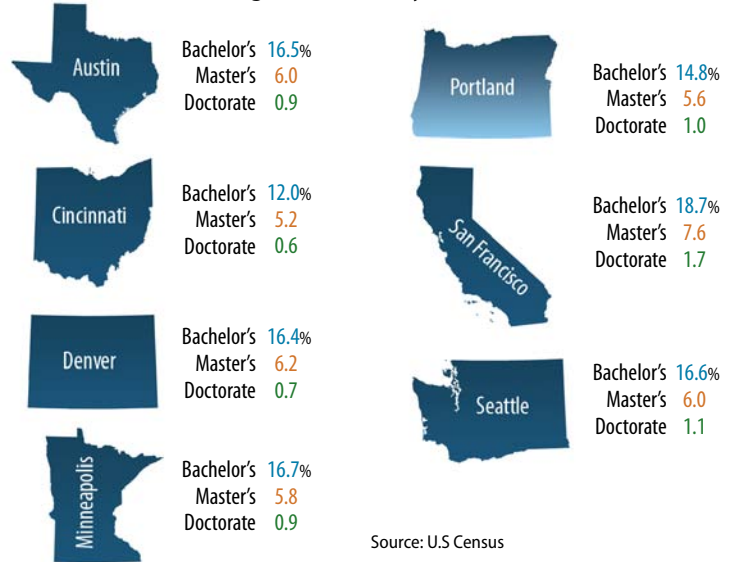 Austin
Bachelor's 16.5%
Master's 6.0
Doctorate 0.9
Cincinnati
Bachelor's 12.0%
Master's 5.2
Doctorate 0.6
Denver
Bachelor's 16.4%
Master's 6.2
Doctorate 0.7
Minneapolis
Bachelor's 16.7%
Master's 5.8
Doctorate 0.9
Portland
Bachelor's 14.8%
Master's 5.6
Doctorate 1.0
San Francisco
Bachelor's 18.7%
Master's 7.6
Doctorate 1.7
Seattle
Bachelor's 16.6%
Master's 6.0
Doctorate 1.1
Source: U.S Census